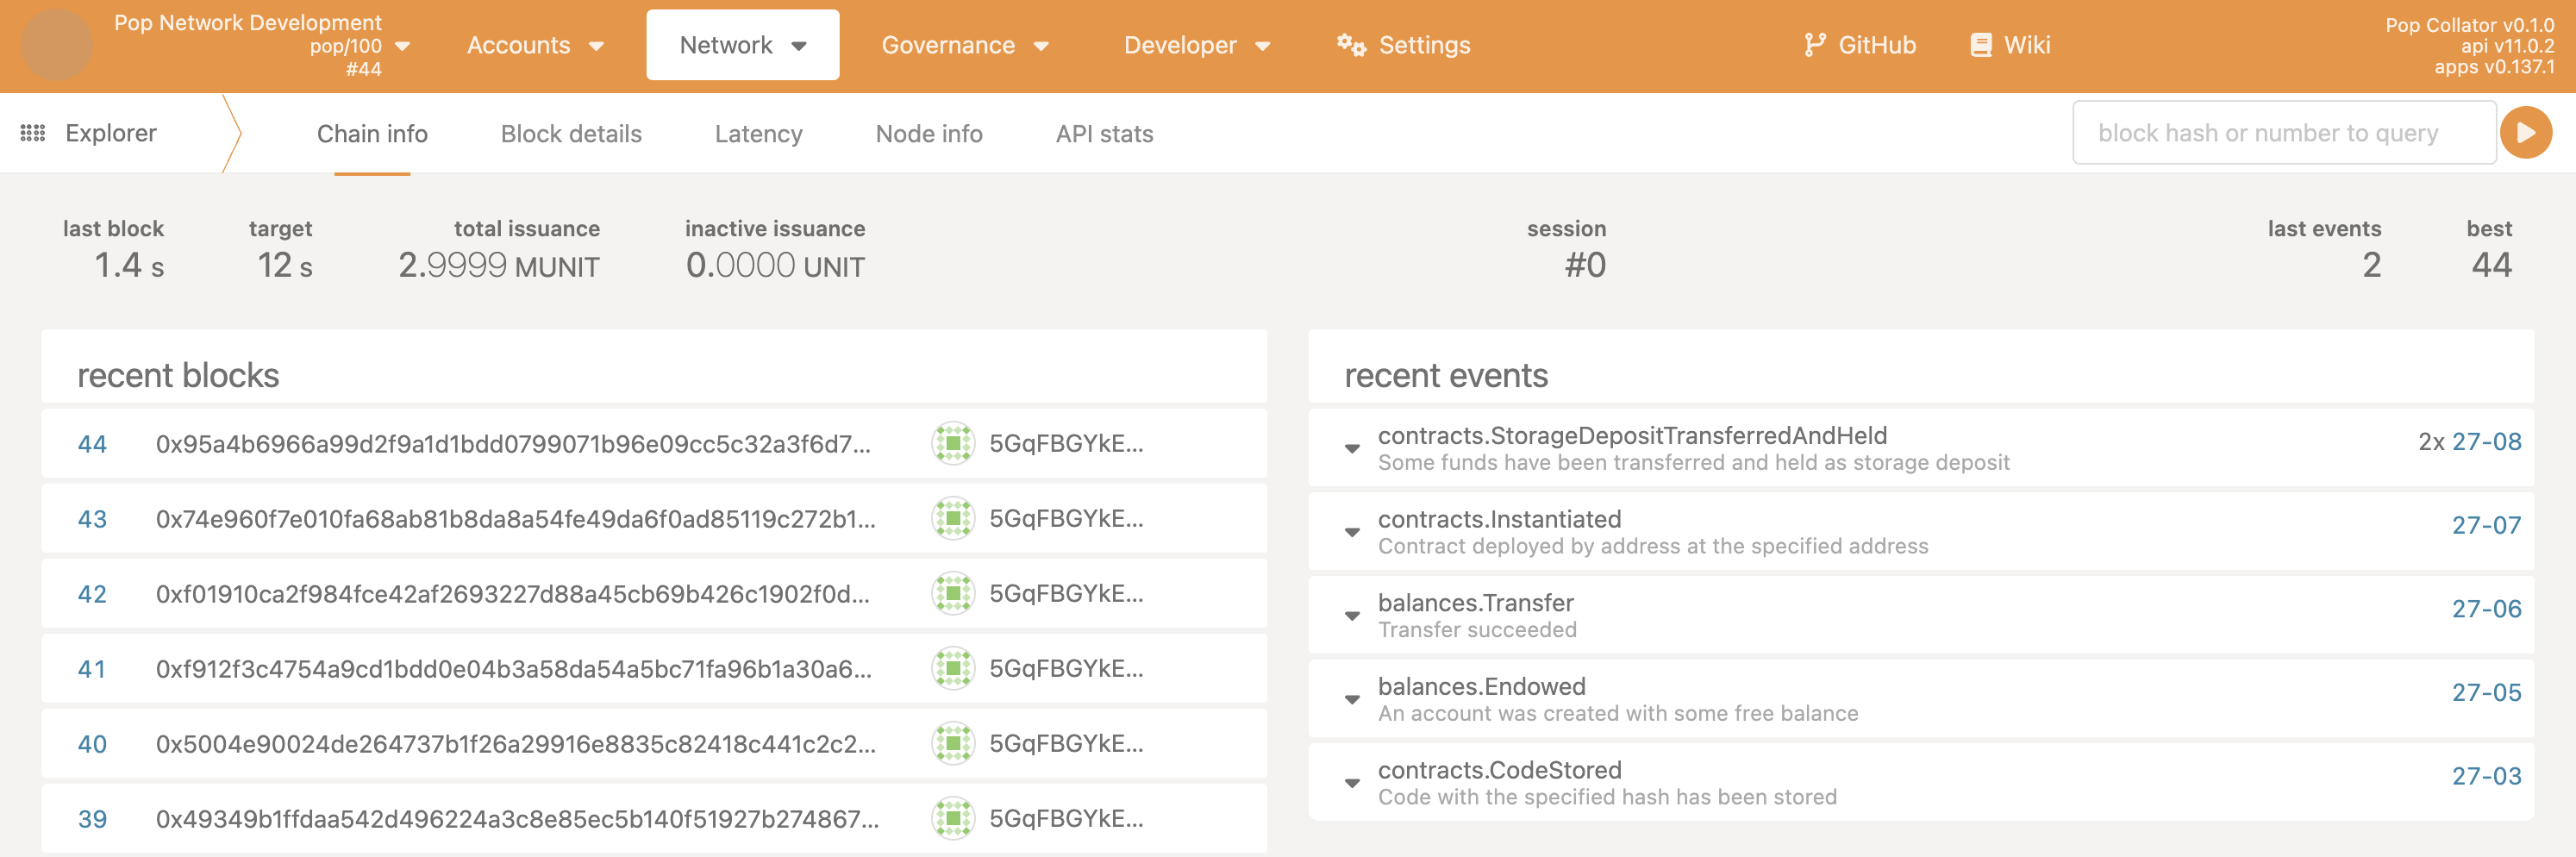 Pop Network Development
pop/100
#44
Accounts
Network
Governance
Developer
Settings
GitHub
Wiki
Pop Collator v0.1.0
api v11.0.2
apps v0.137.1
Explorer
Chain info
Block details
Latency
Node info
API stats
block hash or number to query
last block
1.4 s
target
12 s
total issuance
2.9999 MUNIT
inactive issuance
0.0000 UNIT
session
#0
last events
2
best
44
recent blocks
44 0x95a4b6966a99d2f9a1d1bdd0799071b96e09cc5c32a3f6d7... 5GqFBGYkE...
43 0x74e960f7e010fa68ab81b8da8a54fe49da6f0ad85119c272b1... 5GqFBGYkE...
42 0xf01910ca2f984fce42af2693227d88a45cb69b426c1902f0d... 5GqFBGYkE...
41 0xf912f3c4754a9cd1bdd0e04b3a58da54a5bc71fa96b1a30a6... 5GqFBGYkE...
40 0x5004e90024de264737b1f26a29916e8835c82418c441c2c2... 5GqFBGYkE...
39 0x49349b1ffdaa542d496224a3c8e85ec5b140f51927b274867... 5GqFBGYkE...
recent events
contracts.StorageDepositTransferredAndHeld 2x 27-08
Some funds have been transferred and held as storage deposit
contracts.Instantiated 27-07
Contract deployed by address at the specified address
balances.Transfer 27-06
Transfer succeeded
balances.Endowed 27-05
An account was created with some free balance
contracts.CodeStored 27-03
Code with the specified hash has been stored